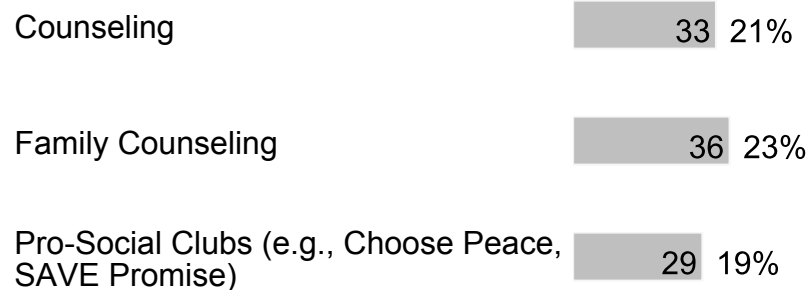 Counseling 33 21%
Family Counseling 36 23%
Pro-Social Clubs (e.g., Choose Peace,
SAVE Promise) 29 19%